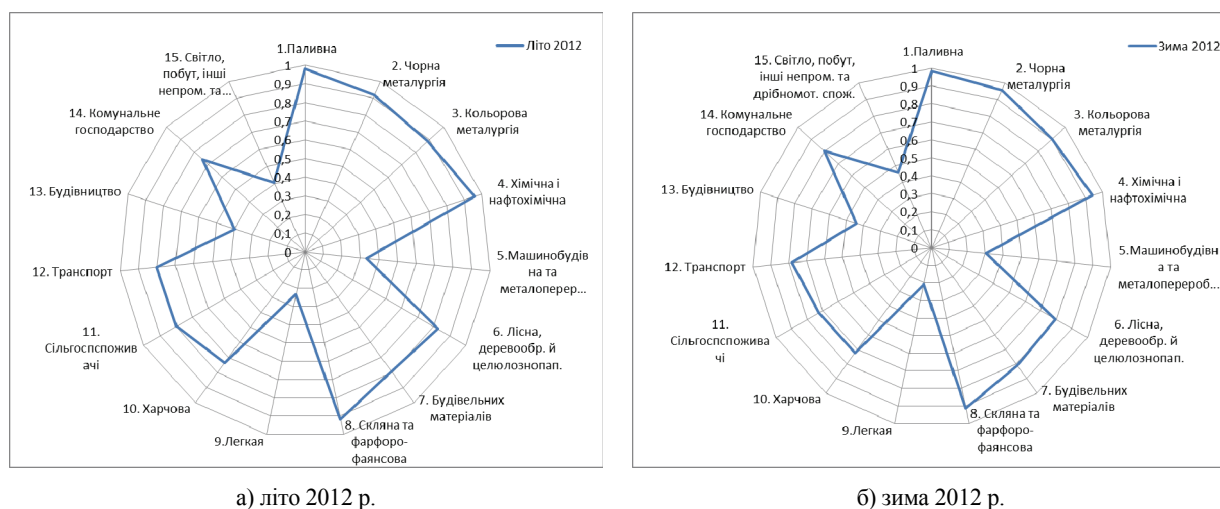 Літо 2012
1.Паливна
2. Чорна
металургія
3. Кольорова
металургія
4. Хімічна і
нафтохімічна
5.Машинобудів
на та
металоперер...
6. Лісна,
деревообр. й
целюлознопап.
7. Будівельних
матеріалів
8. Скляна та
фарфоро-
фаянсова
9.Легкая
10. Харчова
11.
Сільгоспспожив
ачі
12. Транспорт
13. Будівництво
14. Комунальне
господарство
15. Світло,
побут, інші
непром. та...
1
0,9
0,8
0,7
0,6
0,5
0,4
0,3
0,2
0,1
0
а) літо 2012 р.
Зима 2012
1.Паливна
2. Чорна
металургія
3. Кольорова
металургія
4. Хімічна і
нафтохімічна
5.Машинобудівн
а та
металоперероб...
6. Лісна,
деревообр. й
целюлознопап.
7. Будівельних
матеріалів
8. Скляна та
фарфоро-
фаянсова
9.Легкая
10. Харчова
11.
Сільгоспспожива
чі
12. Транспорт
13. Будівництво
14. Комунальне
господарство
15. Світло, побут,
інші непром. та
дрібномот. спож.
1
0,9
0,8
0,7
0,6
0,5
0,4
0,3
0,2
0,1
0
б) зима 2012 р.